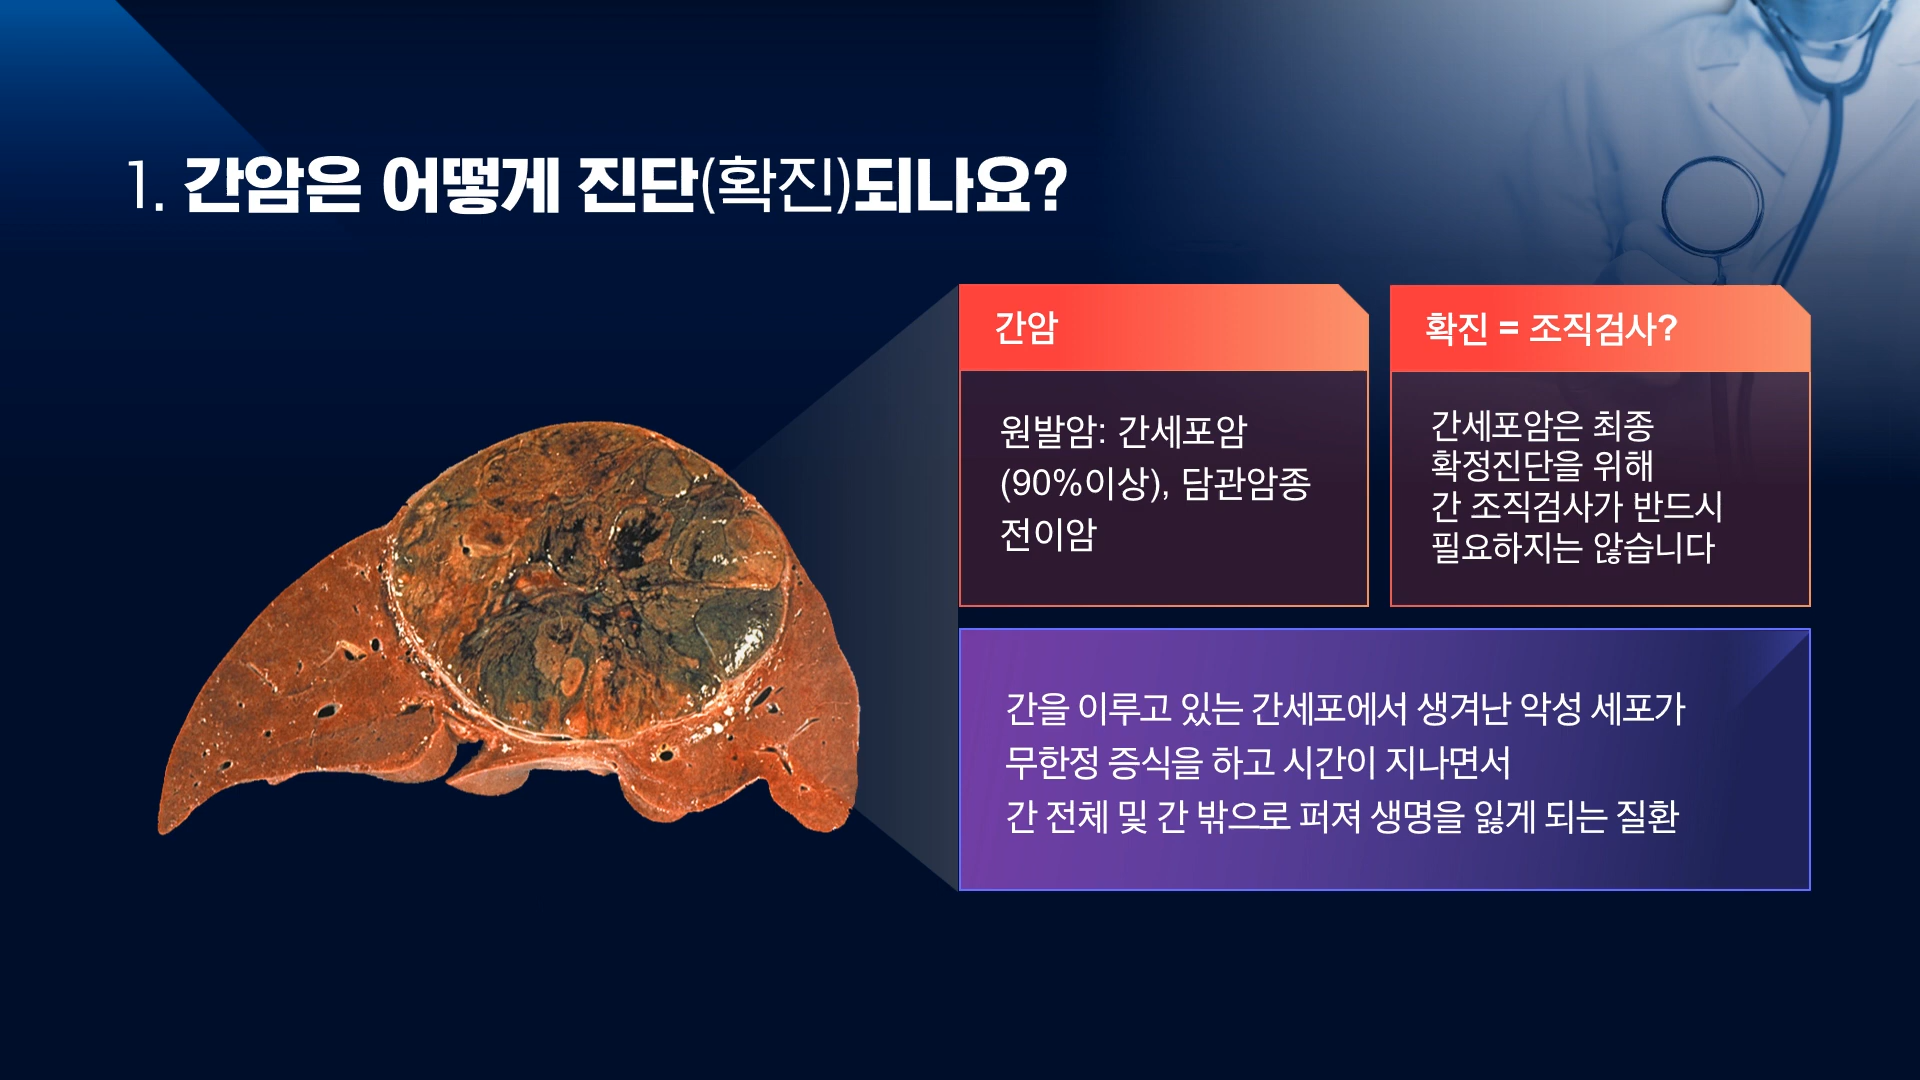 1. 간암은 어떻게 진단(확진)되나요?
간암
원발암: 간세포암
(90%이상), 담관암종
전이암
확진 = 조직검사?
간세포암은 최종
확정진단을 위해
간 조직검사가 반드시
필요하지는 않습니다
간을 이루고 있는 간세포에서 생겨난 악성 세포가
무한정 증식을 하고 시간이 지나면서
간 전체 및 간 밖으로 퍼져 생명을 잃게 되는 질환